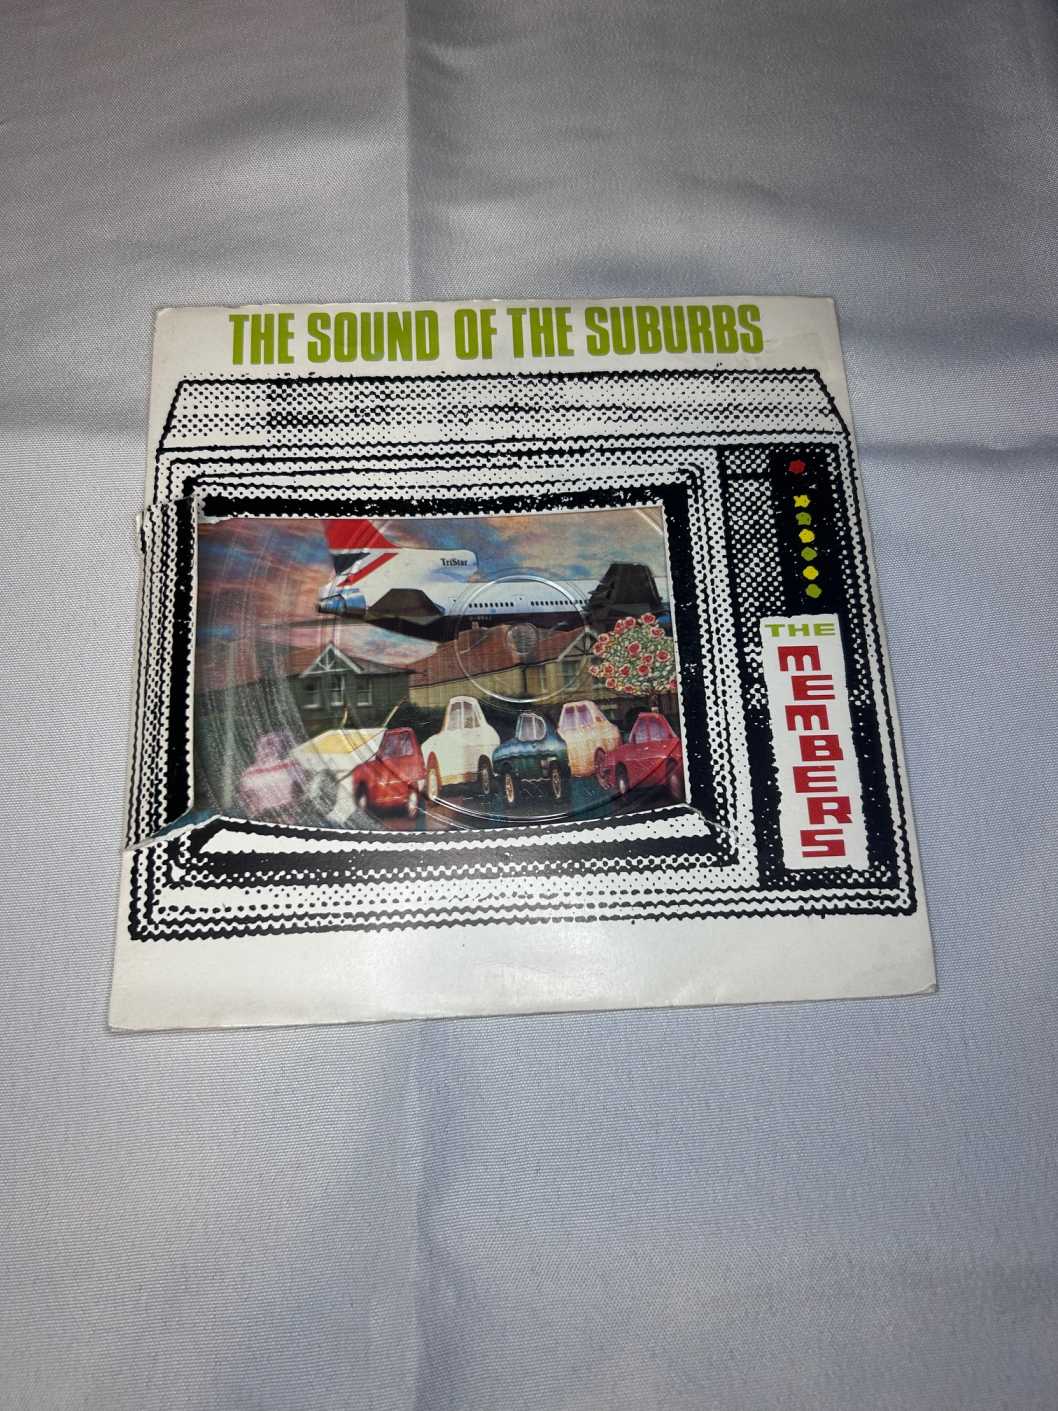 THE SOUND OF THE SUBURBS
TriStar
THE
MEMBERS